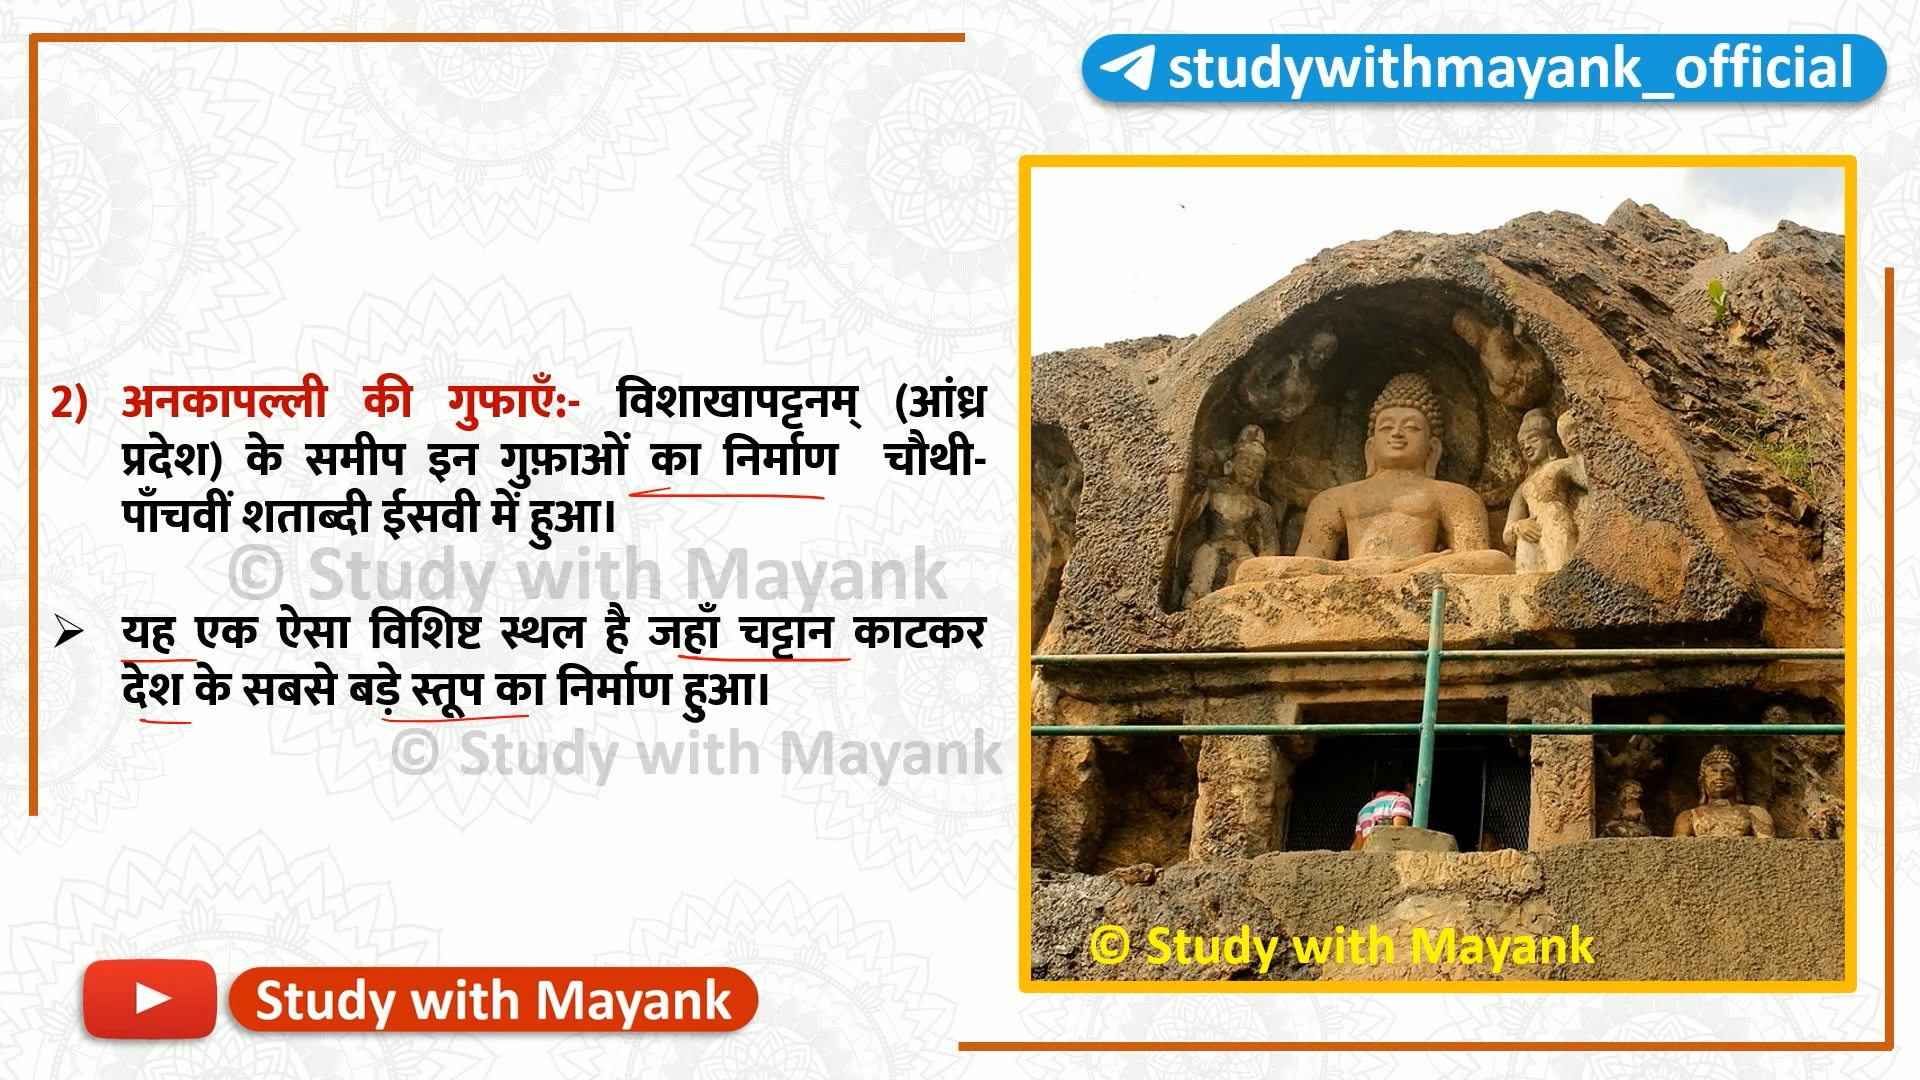 studywithmayank_official
2) अनकापल्ली की गुफाएँ:- विशाखापट्टनम् (आंध्र
प्रदेश) के समीप इन गुफ़ाओं का निर्माण चौथी-
पाँचवीं शताब्दी ईसवी में हुआ।
© Study with Mayank
➢ यह एक ऐसा विशिष्ट स्थल है जहाँ चट्टान काटकर
देश के सबसे बड़े स्तूप का निर्माण हुआ।
© Study with Mayank
© Study with Mayank
Study with Mayank